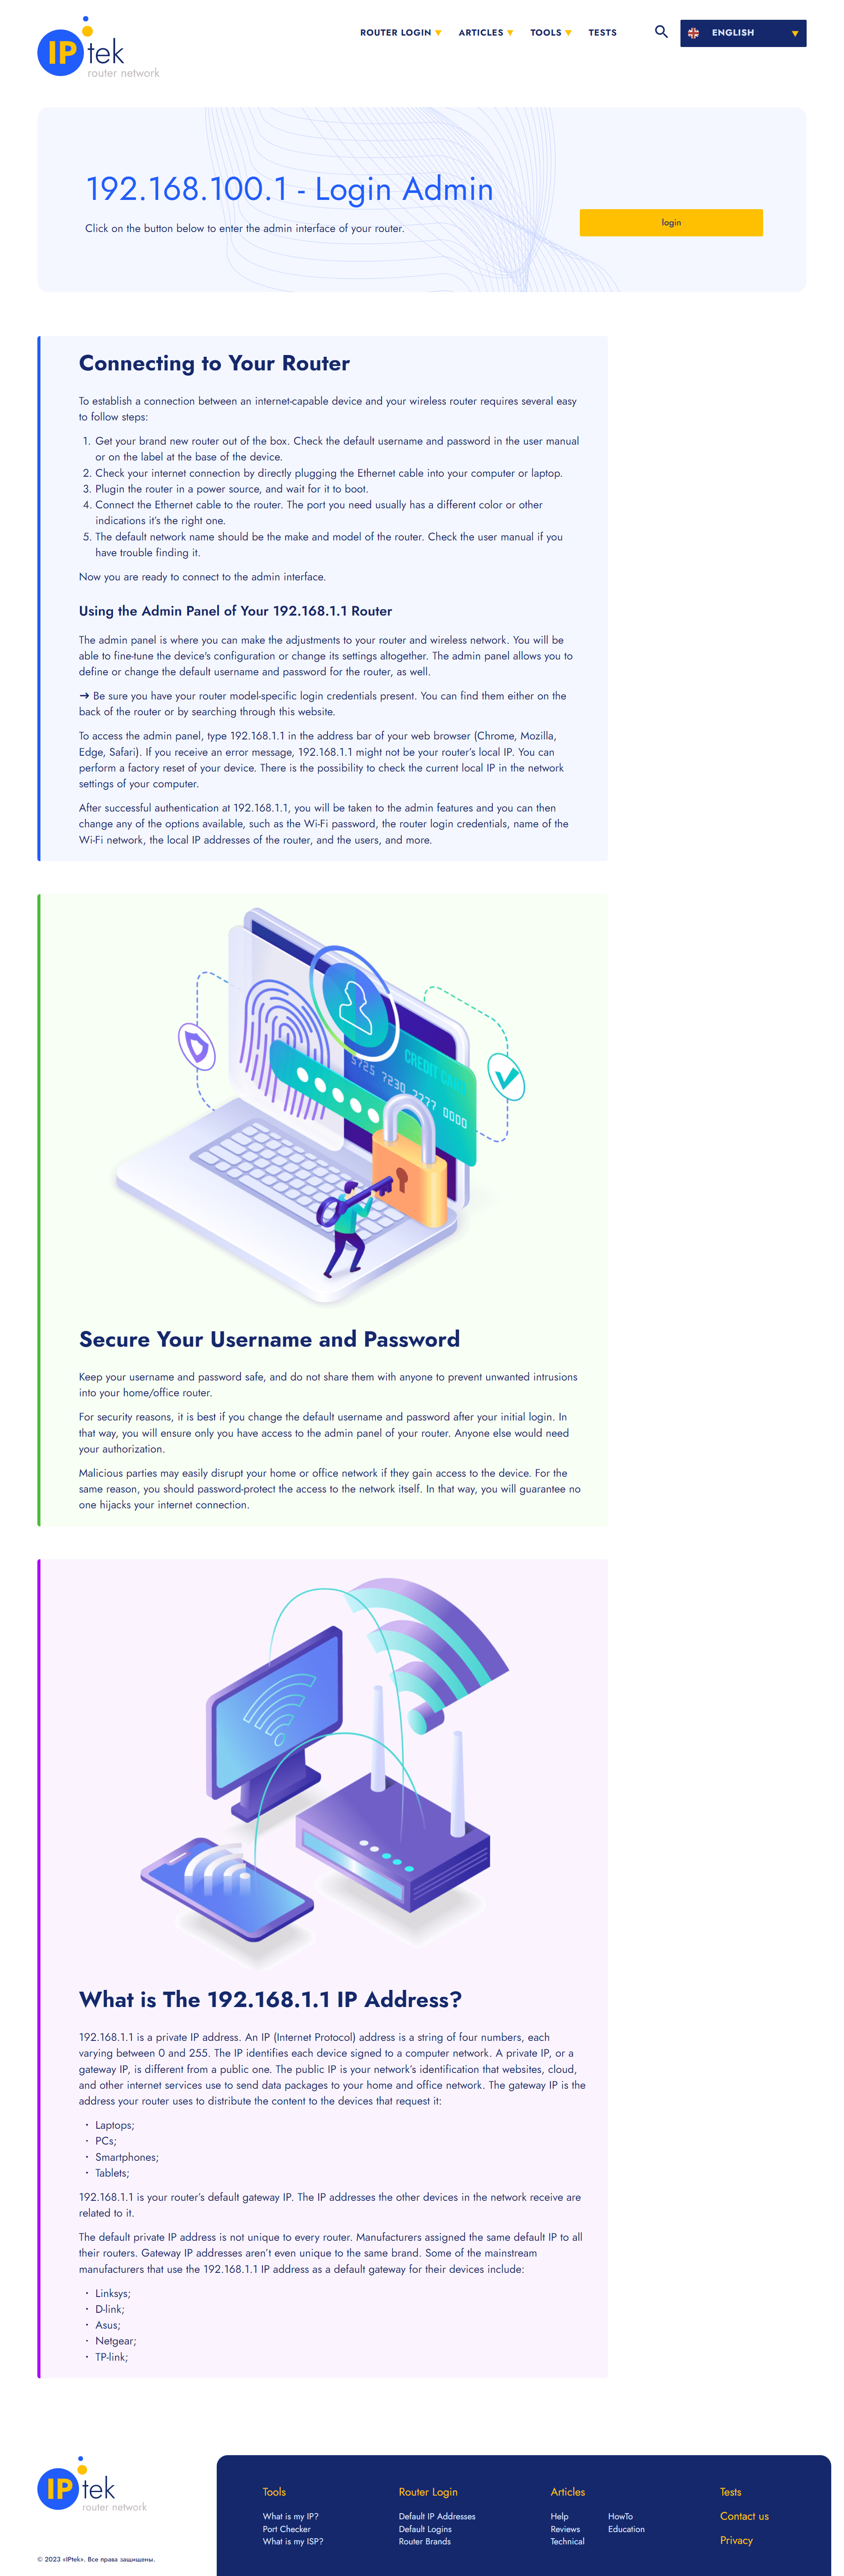 IP tek
router network
ROUTER LOGIN
ARTICLES
TOOLS
TESTS
ENGLISH
192.168.100.1 - Login Admin
Click on the button below to enter the admin interface of your router.
login
Connecting to Your Router
To establish a connection between an internet-capable device and your wireless router requires several easy
to follow steps:
1. Get your brand new router out of the box. Check the default username and password in the user manual
or on the label at the base of the device.
2. Check your internet connection by directly plugging the Ethernet cable into your computer or laptop.
3. Plugin the router in a power source, and wait for it to boot.
4. Connect the Ethernet cable to the router. The port you need usually has a different color or other
indications it's the right one.
5. The default network name should be the make and model of the router. Check the user manual if you
have trouble finding it.
Now you are ready to connect to the admin interface.
Using the Admin Panel of Your 192.168.1.1 Router
The admin panel is where you can make the adjustments to your router and wireless network. You will be
able to fine-tune the device's configuration or change its settings altogether. The admin panel allows you to
define or change the default username and password for the router, as well.
➜ Be sure you have your router model-specific login credentials present. You can find them either on the
back of the router or by searching through this website.
To access the admin panel, type 192.168.1.1 in the address bar of your web browser (Chrome, Mozilla,
Edge, Safari). If you receive an error message, 192.168.1.1 might not be your router's local IP. You can
perform a factory reset of your device. There is the possibility to check the current local IP in the network
settings of your computer.
After successful authentication at 192.168.1.1, you will be taken to the admin features and you can then
change any of the options available, such as the Wi-Fi password, the router login credentials, name of the
Wi-Fi network, the local IP addresses of the router, and the users, and more.
CREDIT CARD
5725 7230 7777 0000
Secure Your Username and Password
Keep your username and password safe, and do not share them with anyone to prevent unwanted intrusions
into your home/office router.
For security reasons, it is best if you change the default username and password after your initial login. In
that way, you will ensure only you have access to the admin panel of your router. Anyone else would need
your authorization.
Malicious parties may easily disrupt your home or office network if they gain access to the device. For the
same reason, you should password-protect the access to the network itself. In that way, you will guarantee no
one hijacks your internet connection.
What is The 192.168.1.1 IP Address?
192.168.1.1 is a private IP address. An IP (Internet Protocol) address is a string of four numbers, each
varying between 0 and 255. The IP identifies each device signed to a computer network. A private IP, or a
gateway IP, is different from a public one. The public IP is your network's identification that websites, cloud,
and other internet services use to send data packages to your home and office network. The gateway IP is the
address your router uses to distribute the content to the devices that request it:
· Laptops;
· PCs;
· Smartphones;
· Tablets;
192.168.1.1 is your router's default gateway IP. The IP addresses the other devices in the network receive are
related to it.
The default private IP address is not unique to every router. Manufacturers assigned the same default IP to all
their routers. Gateway IP addresses aren't even unique to the same brand. Some of the mainstream
manufacturers that use the 192.168.1.1 IP address as a default gateway for their devices include:
· Linksys;
· D-link;
· Asus;
· Netgear;
· TP-link;
IP tek
router network
© 2023 «IPtek». Все права защищены.
Tools
What is my IP?
Port Checker
What is my ISP?
Router Login
Default IP Addresses
Default Logins
Router Brands
Articles
Help
Reviews
Technical
HowTo
Education
Tests
Contact us
Privacy